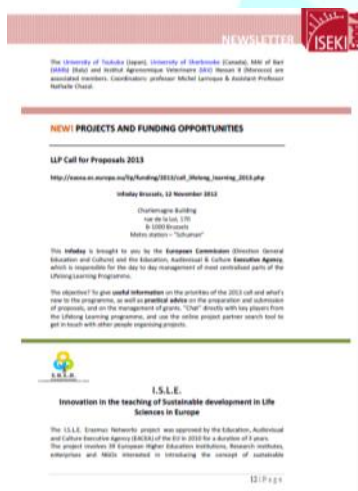 NEWSLETTER
ISEKI
The University of Tsukuba (Japan), University of Sherbrooke (Canada), MAI of Bari
(Italy) and Institut Agronomique Veterinaire Hassan II (Morocco) are
associated members. Coordinators: professor Michel Larroque & Assistant Professor
Nathalie Chazal.
NEW! PROJECTS AND FUNDING OPPORTUNITIES
LLP Call for Proposals 2013
http://eacea.ec.europa.eu/llp/funding/2013/call_lifelong_learning_2013.php
Infoday Brussels, 12 November 2012
Charlemagne Building
rue de la Loi, 170
B-1000 Brussels
Metro station – "Schuman"
This Infoday is brought to you by the European Commission (Direction General
Education and Culture) and the Education, Audiovisual & Culture Executive Agency,
which is responsible for the day to day management of most centralised parts of the
Lifelong Learning Programme.
The objective? To give useful information on the priorities of the 2013 call and what's
new to the programme, as well as practical advice on the preparation and submission
of proposals, and on the management of grants. "Chat" directly with key players from
the Lifelong Learning programme, and use the online project partner search tool to
get in touch with other people organising projects.
I.S.L.E.
I.S.L.E.
Innovation in the teaching of Sustainable development in Life
Sciences in Europe
The I.S.L.E. Erasmus Networks project was approved by the Education, Audiovisual
and Culture Executive Agency (EACEA) of the EU in 2010 for a duration of 3 years.
The project involves 39 European Higher Education Institutions, Research institutes,
enterprises and NGOs interested in introducing the concept of sustainable
12 | Page